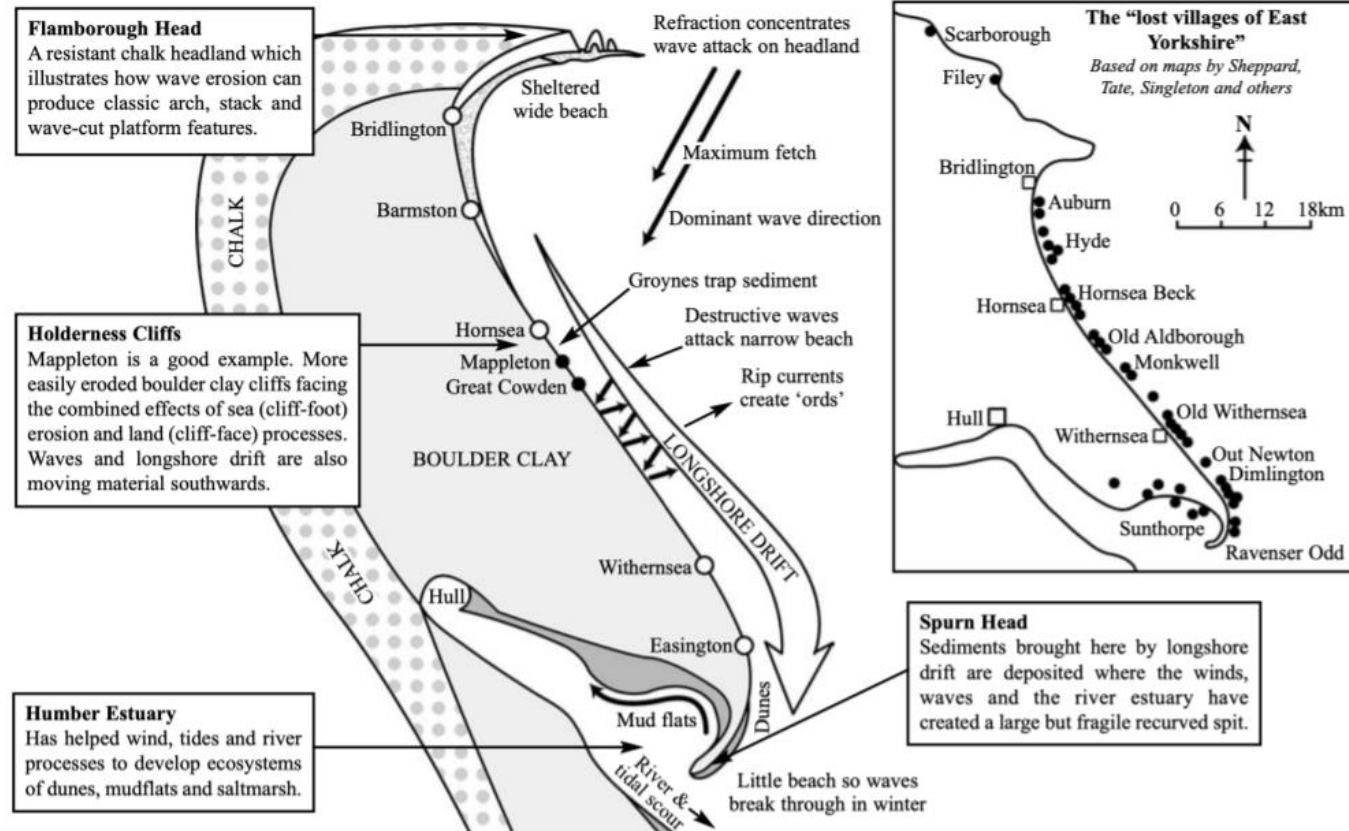 Flamborough Head
A resistant chalk headland which
illustrates how wave erosion can
produce classic arch, stack and
wave-cut platform features.
Refraction concentrates
wave attack on headland
Sheltered
wide beach
Bridlington
Maximum fetch
Barmston
Dominant wave direction
CHALK
Groynes trap sediment
Holderness Cliffs
Mappleton is a good example. More
easily eroded boulder clay cliffs facing
the combined effects of sea (cliff-foot)
erosion and land (cliff-face) processes.
Waves and longshore drift are also
moving material southwards.
Hornsea
Mappleton
Great Cowden
Destructive waves
attack narrow beach
Rip currents
create ‘ords’
BOULDER CLAY
LONGSHORE DRIFT
CHALK
Withernsea
Hull
Easington
Dunes
Mud flats
Humber Estuary
Has helped wind, tides and river
processes to develop ecosystems
of dunes, mudflats and saltmarsh.
River &
tidal scour
Little beach so waves
break through in winter
Spurn Head
Sediments brought here by longshore
drift are deposited where the winds,
waves and the river estuary have
created a large but fragile recurved spit.
The “lost villages of East
Yorkshire”
Based on maps by Sheppard,
Tate, Singleton and others
Scarborough
Filey
N
0 6 12 18km
Bridlington
Auburn
Hyde
Hornsea Beck
Hornsea
Old Aldborough
Monkwell
Old Withernsea
Hull
Withernsea
Out Newton
Dimlington
Sunthorpe
Ravenser Odd